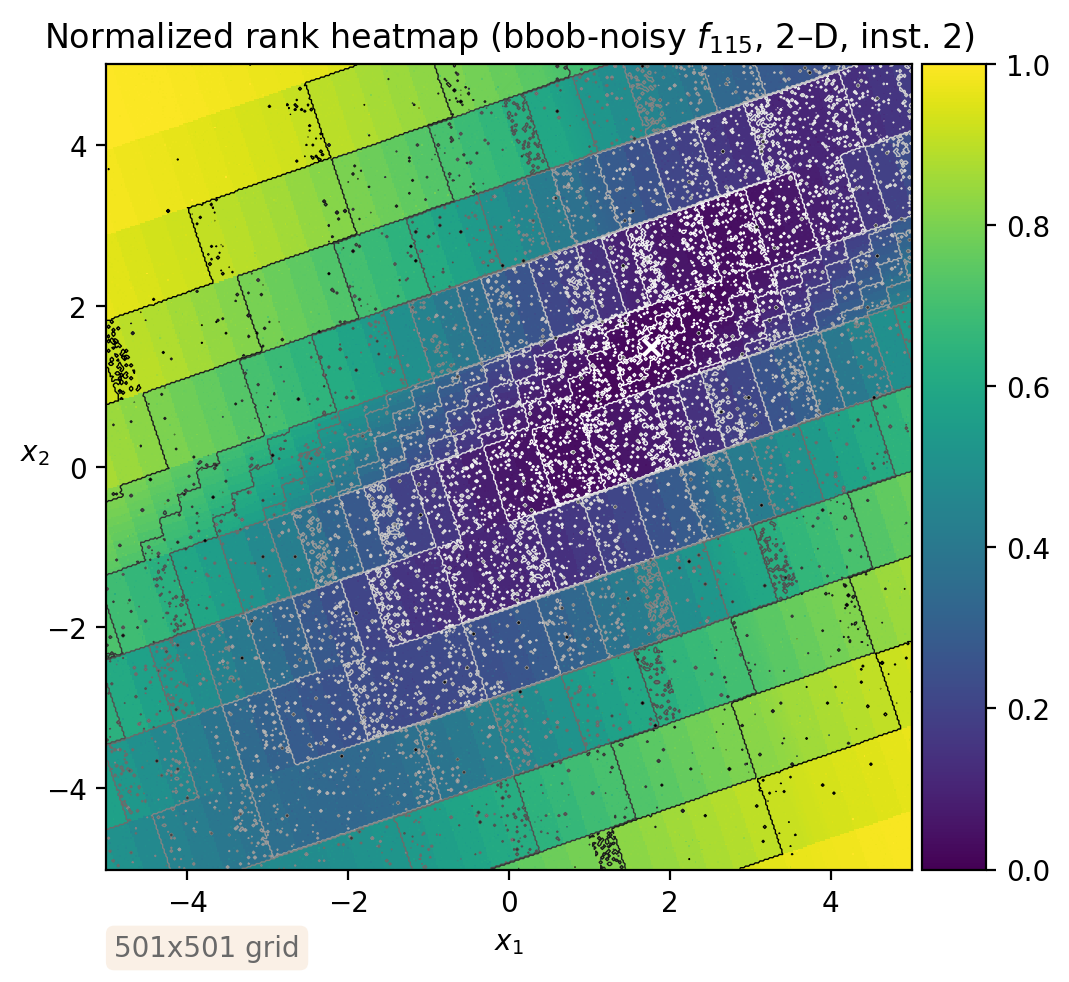 Normalized rank heatmap (bbob-noisy f₁₁₅, 2–D, inst. 2)
1.0
0.8
0.6
0.4
0.2
0.0
4
2
0
−2
−4
x₂
−4 −2 0 2 4
x₁
501x501 grid